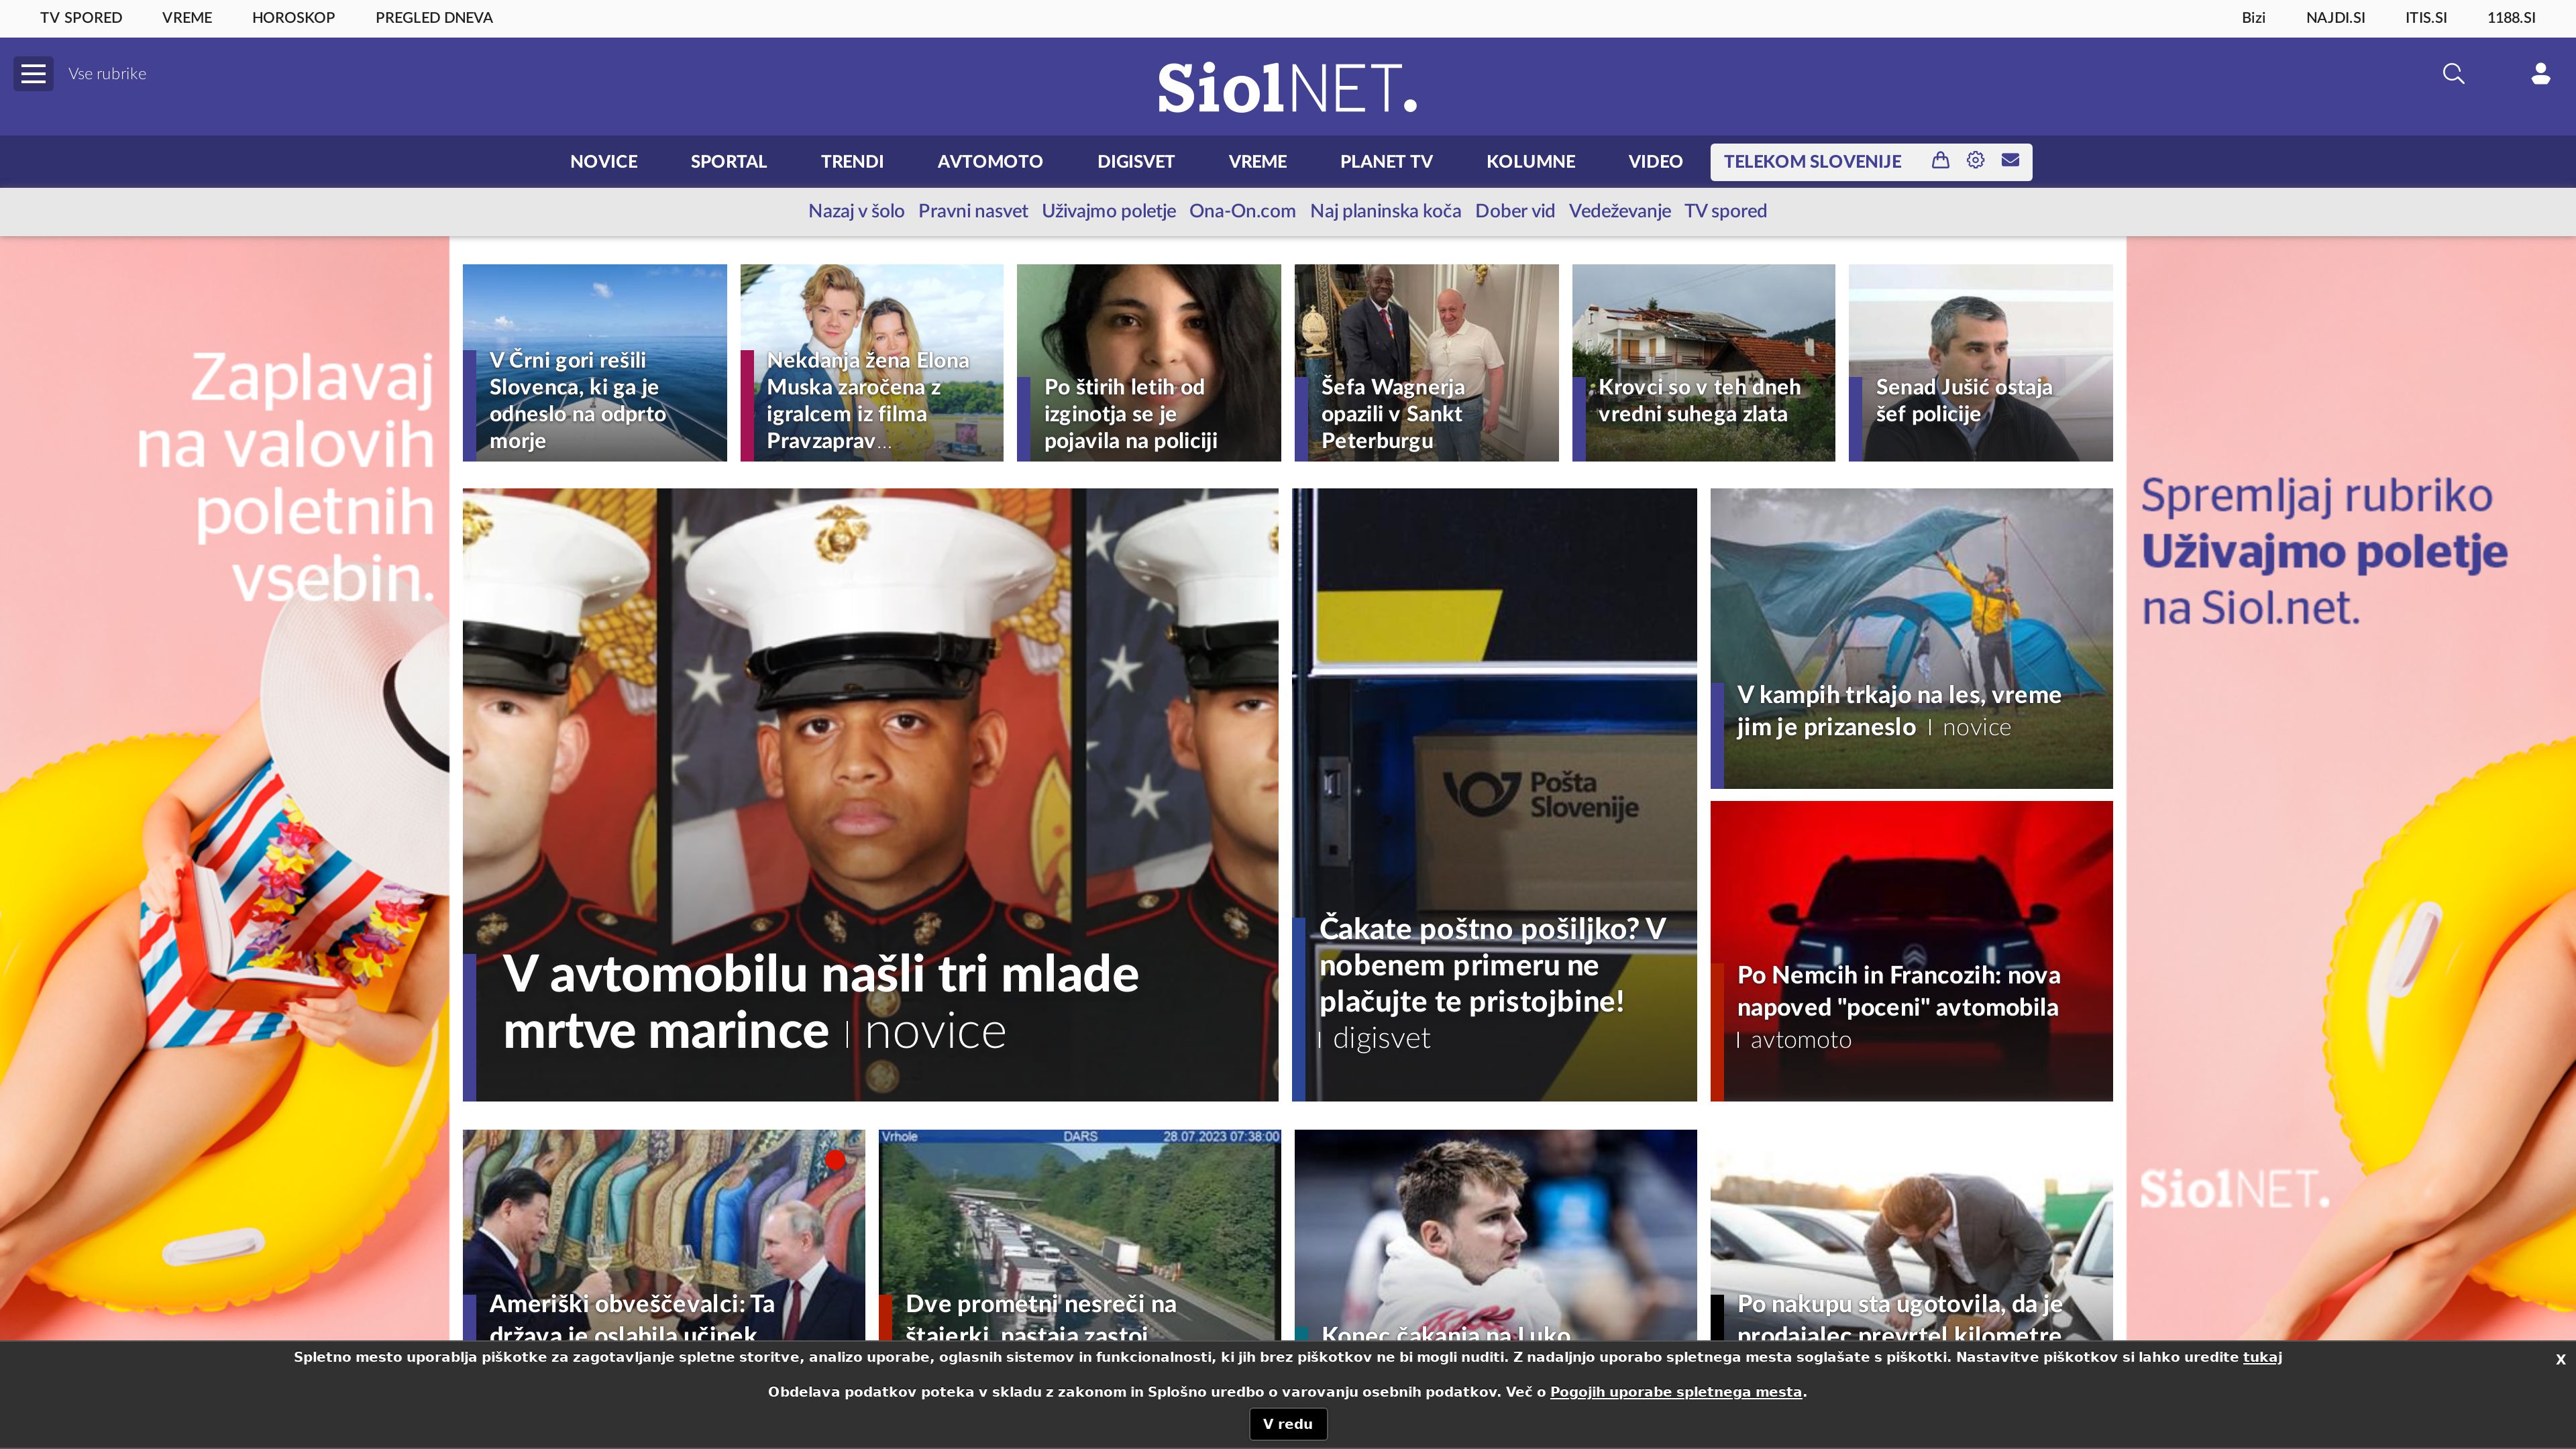 TV SPORED VREME HOROSKOP PREGLED DNEVA Bizi NAJDI.SI ITIS.SI 1188.SI
Vse rubrike
SiolNET.
NOVICE SPORTAL TRENDI AVTOMOTO DIGISVET VREME PLANET TV KOLUMNE VIDEO TELEKOM SLOVENIJE
Nazaj v šolo Pravni nasvet Uživajmo poletje Ona-On.com Naj planinska koča Dober vid Vedeževanje TV spored
Zaplavaj
na valovih
poletnih
vsebin.
V Črni gori rešili
Slovenca, ki ga je
odneslo na odprto
morje
Nekdanja žena Elona
Muska zaročena z
igralcem iz filma
Pravzaprav...
Po štirih letih od
izginotja se je
pojavila na policiji
Šefa Wagnerja
opazili v Sankt
Peterburgu
Krovci so v teh dneh
vredni suhega zlata
Senad Jušić ostaja
šef policije
Spremljaj rubriko
Uživajmo poletje
na Siol.net.
SiolNET.
V avtomobilu našli tri mlade
mrtve marince | novice
Pošta
Slovenije
Čakate poštno pošiljko? V
nobenem primeru ne
plačujte te pristojbine!
| digisvet
V kampih trkajo na les, vreme
jim je prizaneslo | novice
Po Nemcih in Francozih: nova
napoved "poceni" avtomobila
| avtomoto
Ameriški obveščevalci: Ta
država je oslabila učinek
Vrhole DARS 28.07.2023 07:38:00
Dve prometni nesreči na
štajerki, nastaja zastoj
Konec čakanja na Luko
Po nakupu sta ugotovila, da je
prodajalec prevrtel kilometre
Spletno mesto uporablja piškotke za zagotavljanje spletne storitve, analizo uporabe, oglasnih sistemov in funkcionalnosti, ki jih brez piškotkov ne bi mogli nuditi. Z nadaljnjo uporabo spletnega mesta soglašate s piškotki. Nastavitve piškotkov si lahko uredite tukaj
X
Obdelava podatkov poteka v skladu z zakonom in Splošno uredbo o varovanju osebnih podatkov. Več o Pogojih uporabe spletnega mesta.
V redu